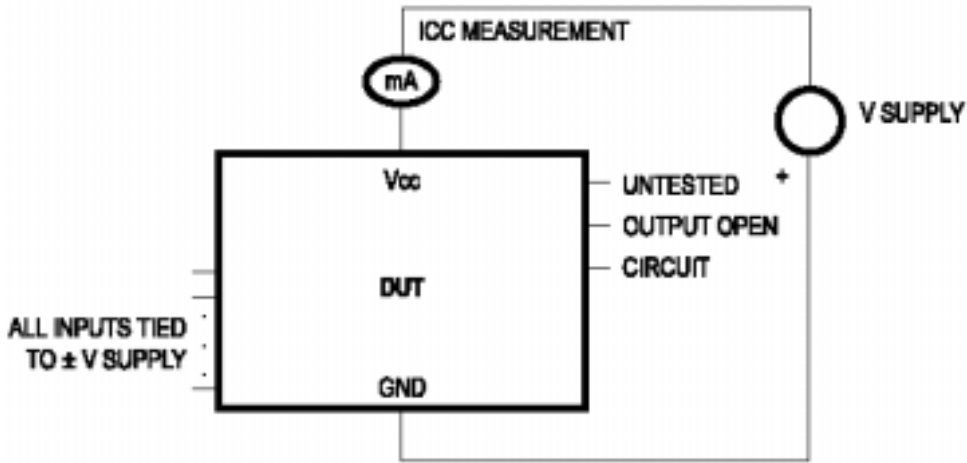 ICC MEASUREMENT
mA
V SUPPLY
Vcc
+
UNTESTED
OUTPUT OPEN
CIRCUIT
DUT
ALL INPUTS TIED
TO ± V SUPPLY
GND